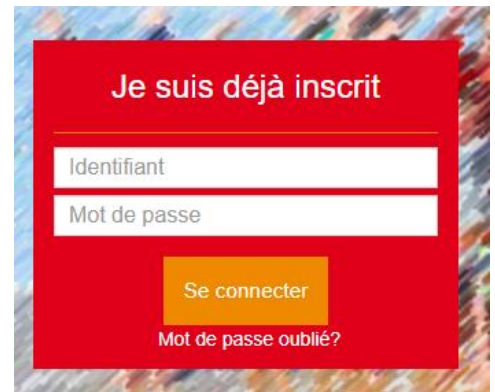 Je suis déjà inscrit
Identifiant
Mot de passe
Se connecter
Mot de passe oublié?